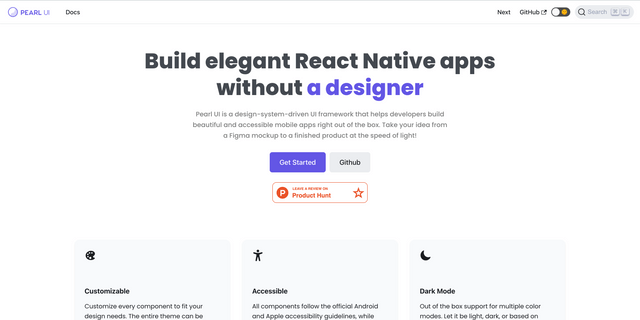 PEARL UI Docs Next GitHub Search ⌘ K
Build elegant React Native apps
without a designer
Pearl UI is a design-system-driven UI framework that helps developers build
beautiful and accessible mobile apps right out of the box. Take your idea from
a Figma mockup to a finished product at the speed of light!
Get Started Github
LEAVE A REVIEW ON
Product Hunt
Customizable
Customize every component to fit your
design needs. The entire theme can be
Accessible
All components follow the official Android
and Apple accessibility guidelines, while
Dark Mode
Out of the box support for multiple color
modes. Let it be light, dark, or based on